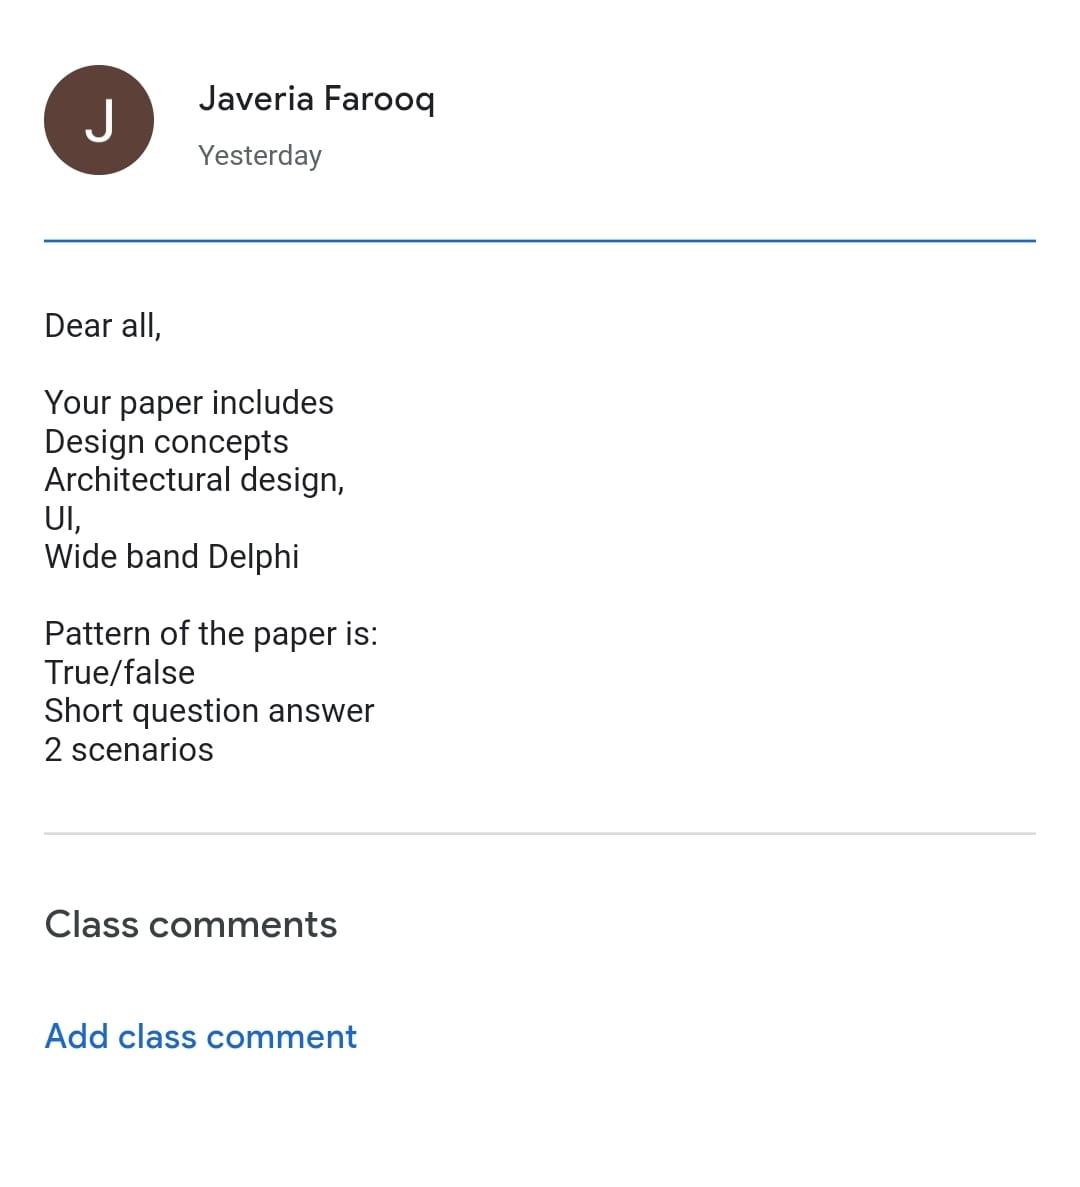 J
Javeria Farooq
Yesterday
Dear all,
Your paper includes
Design concepts
Architectural design,
UI,
Wide band Delphi
Pattern of the paper is:
True/false
Short question answer
2 scenarios
Class comments
Add class comment